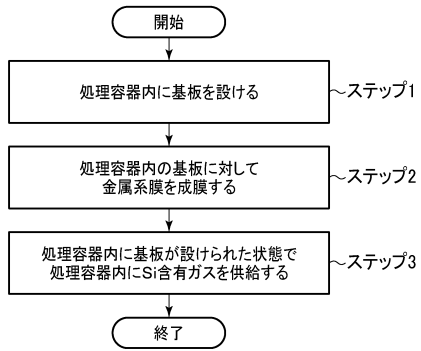 開始
処理容器内に基板を設ける
ステップ1
処理容器内の基板に対して
金属系膜を成膜する
ステップ2
処理容器内に基板が設けられた状態で
処理容器内にSi含有ガスを供給する
ステップ3
終了